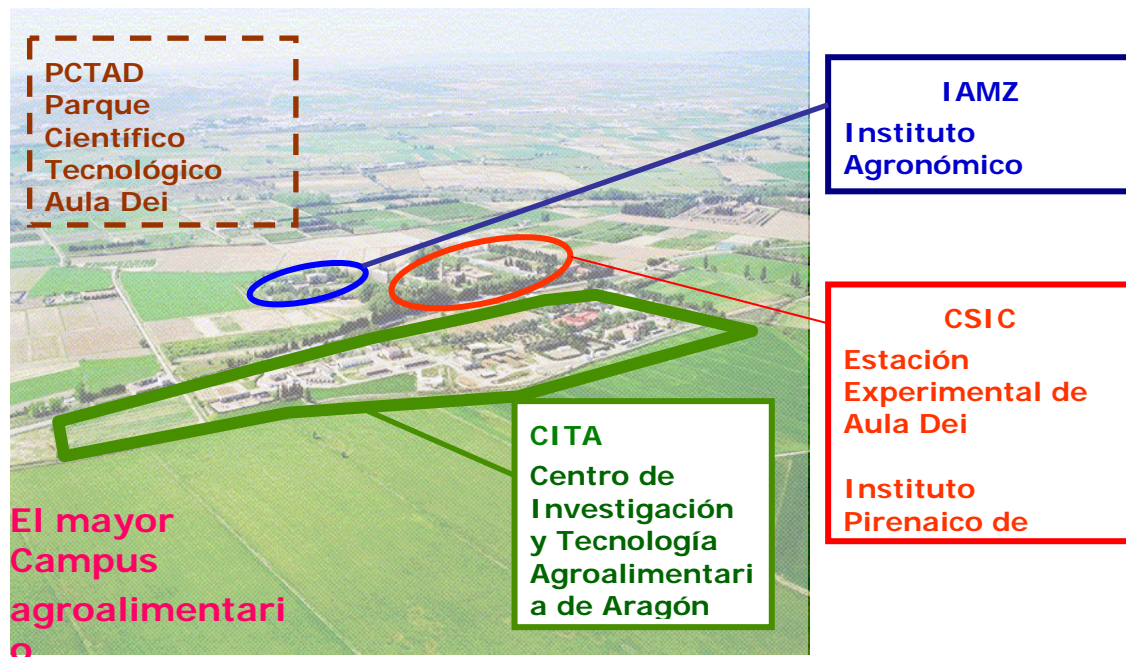 PCTAD
Parque
Científico
Tecnológico
Aula Dei
IAMZ
Instituto
Agronómico
CSIC
Estación
Experimental de
Aula Dei
Instituto
Pirenaico de
CITA
Centro de
Investigación
y Tecnología
Agroalimentari
a de Aragón
El mayor
Campus
agroalimentari
o